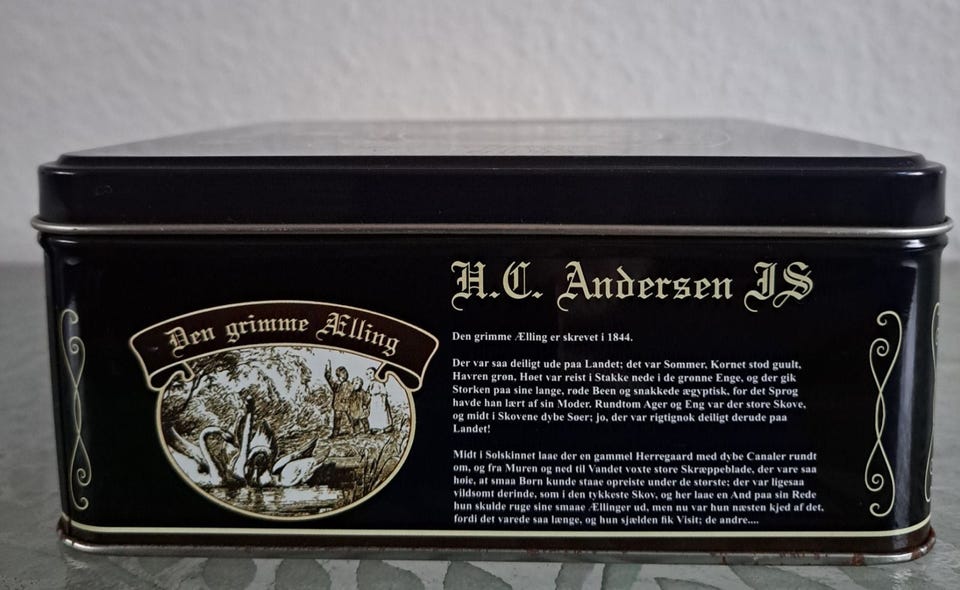 Den grimme Ælling
H.C. Andersen IS
Den grimme Ælling er skrevet i 1844.
Der var saa deiligt ude paa Landet; det var Sommer, Kornet stod guult,
Havren grøn, Høet var reist i Stakke nede i de grønne Enge, og der gik
Storken paa sine lange, røde Been og snakkede ægyptisk, for det Sprog
havde han lært af sin Moder. Rundtom Ager og Eng var der store Skove,
og midt i Skovene dybe Søer; jo, der var rigtignok deiligt derude paa
Landet!
Midt i Solskinnet laae der en gammel Herregaard med dybe Canaler rundt
om, og fra Muren og ned til Vandet voxte store Skræppeblade, der vare saa
høie, at smaa Børn kunde staae opreiste under de største; der var ligesaa
vildsomt derinde, som i den tykkeste Skov, og her laae en And paa sin Rede
hun skulde ruge sine smaae Ællinger ud, men nu var hun næsten kjed af det,
fordi det varede saa længe, og hun sjælden fik Visit; de andre....